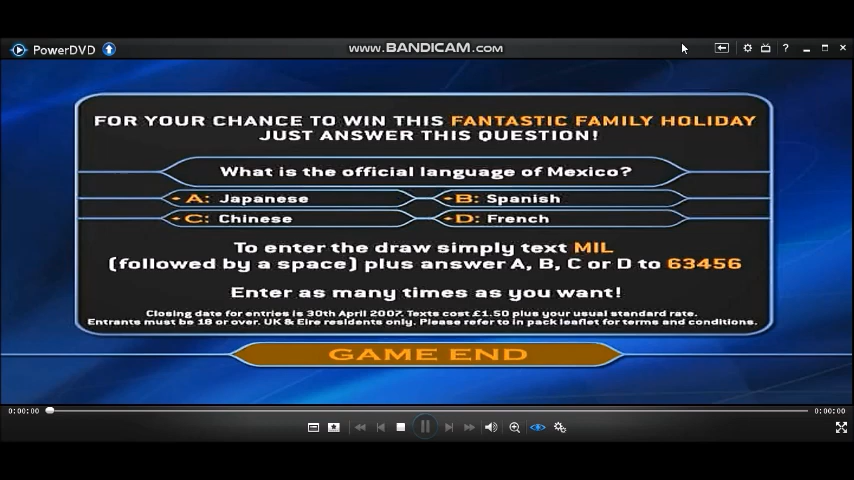 PowerDVD
www.BANDICAM.com
?
FOR YOUR CHANCE TO WIN THIS FANTASTIC FAMILY HOLIDAY
JUST ANSWER THIS QUESTION!
What is the official language of Mexico?
A: Japanese
B: Spanish
C: Chinese
D: French
To enter the draw simply text MIL
(followed by a space) plus answer A, B, C or D to 63456
Enter as many times as you want!
Closing date for entries is 30th April 2007. Texts cost £1.50 plus your usual standard rate.
Entrants must be 18 or over. UK & Eire residents only. Please refer to in pack leaflet for terms and conditions.
GAME END
0:00:00
0:00:00